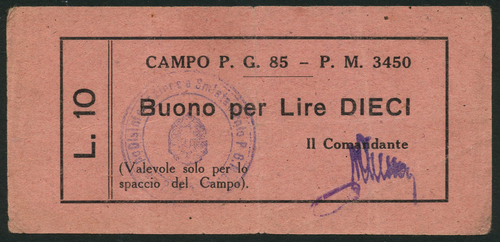 CAMPO P. G. 85 – P. M. 3450
L. 10
Buono per Lire DIECI
Il Comandante
(Valevole solo per lo
spaccio del Campo).